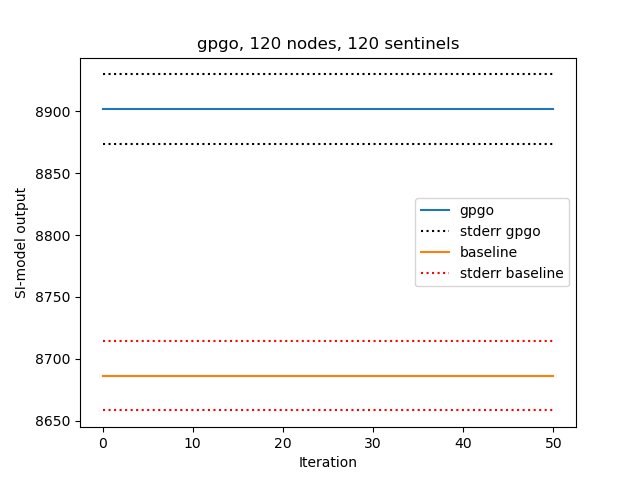 gpgo, 120 nodes, 120 sentinels
8900
8850
8800
8750
8700
8650
SI-model output
gpgo
stderr gpgo
baseline
stderr baseline
0 10 20 30 40 50
Iteration